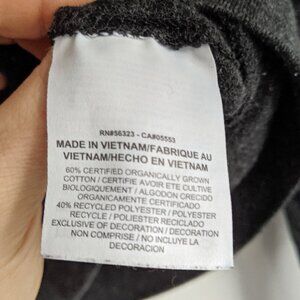 RN#56323 - CA#05553
MADE IN VIETNAM/FABRIQUE AU
VIETNAM/HECHO EN VIETNAM
60% CERTIFIED ORGANICALLY GROWN
COTTON / CERTIFIE AVOIR ETE CULTIVE
BIOLOGIQUEMENT / ALGODON CRECIDO
ORGANICAMENTE CERTIFICADO
40% RECYCLED POLYESTER / POLYESTER
RECYCLE / POLIESTER RECICLADO
EXCLUSIVE OF DECORATION / DECORATION
NON COMPRISE / NO INCLUYE LA
DECORACION